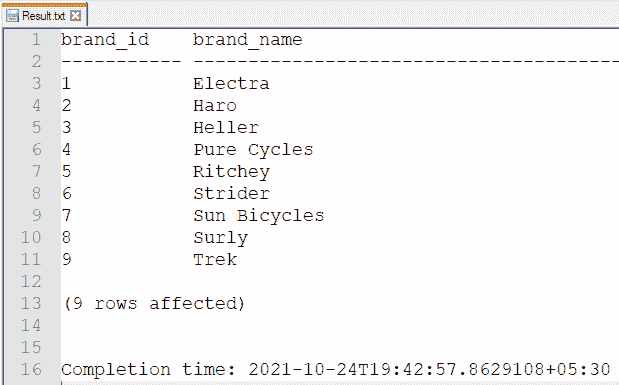 Result.txt
1 brand_id    brand_name
2 ----------- ----------------------------------------
3 1           Electra
4 2           Haro
5 3           Heller
6 4           Pure Cycles
7 5           Ritchey
8 6           Strider
9 7           Sun Bicycles
10 8           Surly
11 9           Trek
12
13 (9 rows affected)
14
15
16 Completion time: 2021-10-24T19:42:57.8629108+05:30